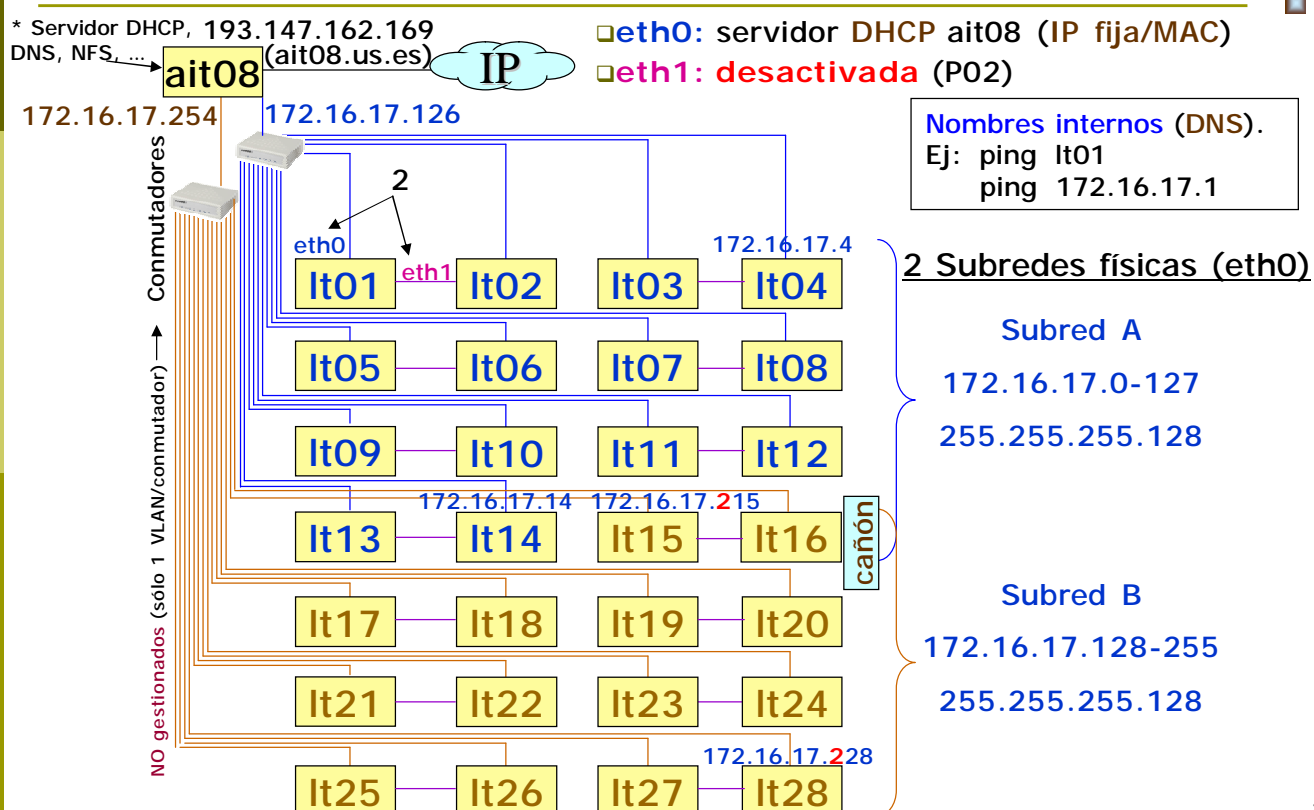 * Servidor DHCP,
DNS, NFS, ...
193.147.162.169
(ait08.us.es)
ait08
IP
❑eth0: servidor DHCP ait08 (IP fija/MAC)
❑eth1: desactivada (P02)
172.16.17.254
172.16.17.126
Nombres internos (DNS).
Ej: ping lt01
ping 172.16.17.1
NO gestionados (sólo 1 VLAN/conmutador) → Conmutadores
2
eth0
eth1
172.16.17.4
lt01 lt02 lt03 lt04
lt05 lt06 lt07 lt08
lt09 lt10 lt11 lt12
172.16.17.14 172.16.17.215
lt13 lt14 lt15 lt16
cañón
lt17 lt18 lt19 lt20
lt21 lt22 lt23 lt24
172.16.17.228
lt25 lt26 lt27 lt28
2 Subredes físicas (eth0)
Subred A
172.16.17.0-127
255.255.255.128
Subred B
172.16.17.128-255
255.255.255.128